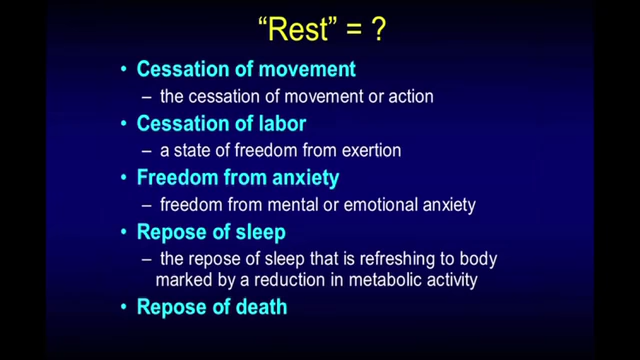 “Rest” = ?
• Cessation of movement
– the cessation of movement or action
• Cessation of labor
– a state of freedom from exertion
• Freedom from anxiety
– freedom from mental or emotional anxiety
• Repose of sleep
– the repose of sleep that is refreshing to body
marked by a reduction in metabolic activity
• Repose of death